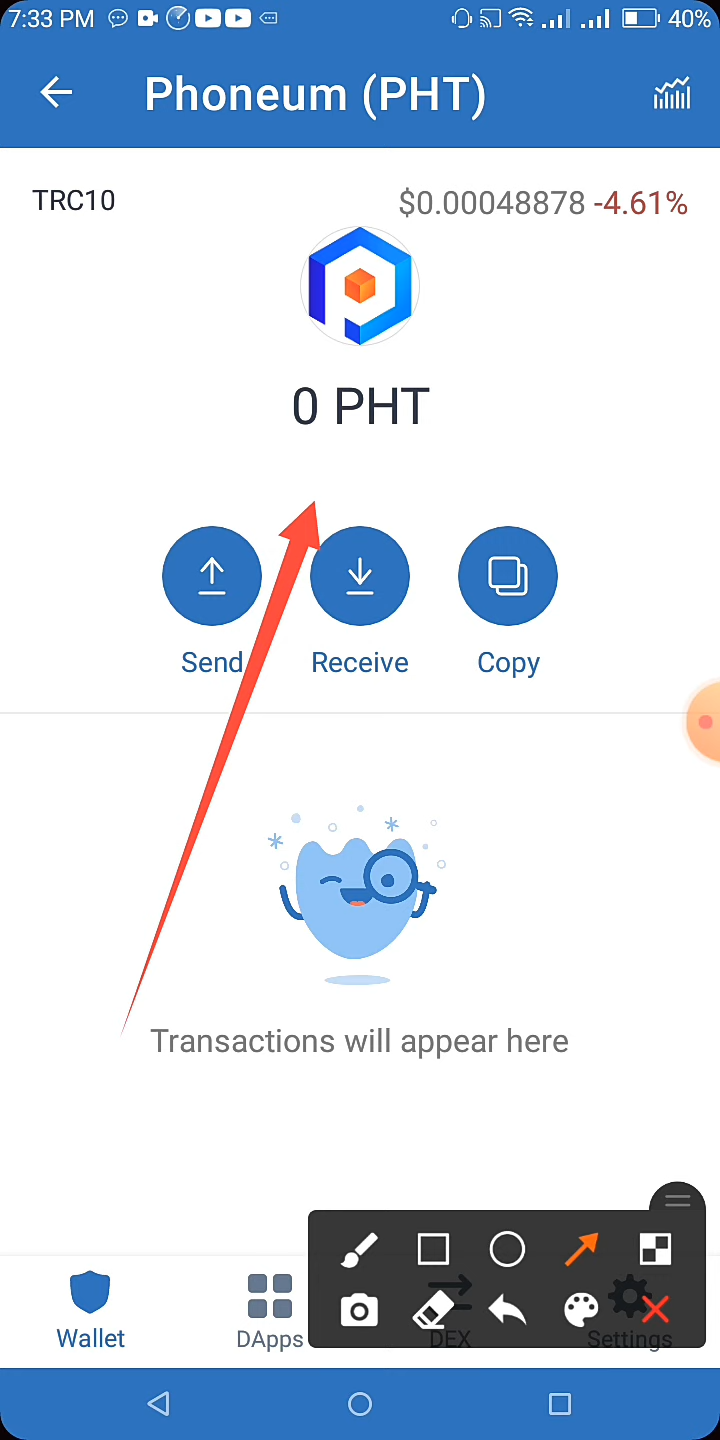 7:33 PM 40%
Phoneum (PHT)
TRC10 $0.00048878 -4.61%
0 PHT
Send Receive Copy
Transactions will appear here
Wallet DApps DEX Settings